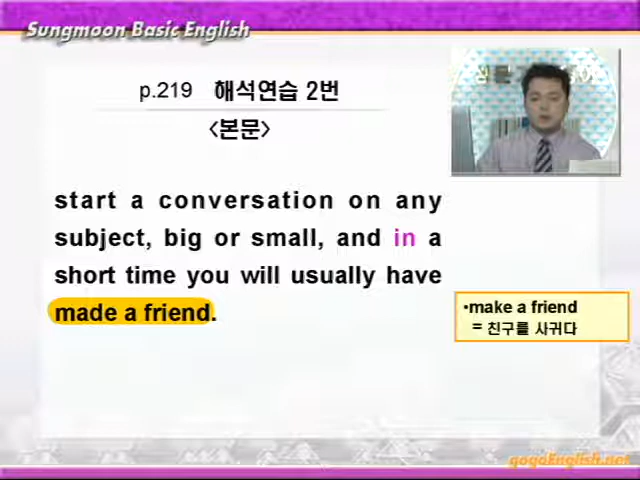 Sungmoon Basic English
p.219 해석연습 2번
<본문>
start a conversation on any
subject, big or small, and in a
short time you will usually have
made a friend.
•make a friend
= 친구를 사귀다
gogoEnglish.net